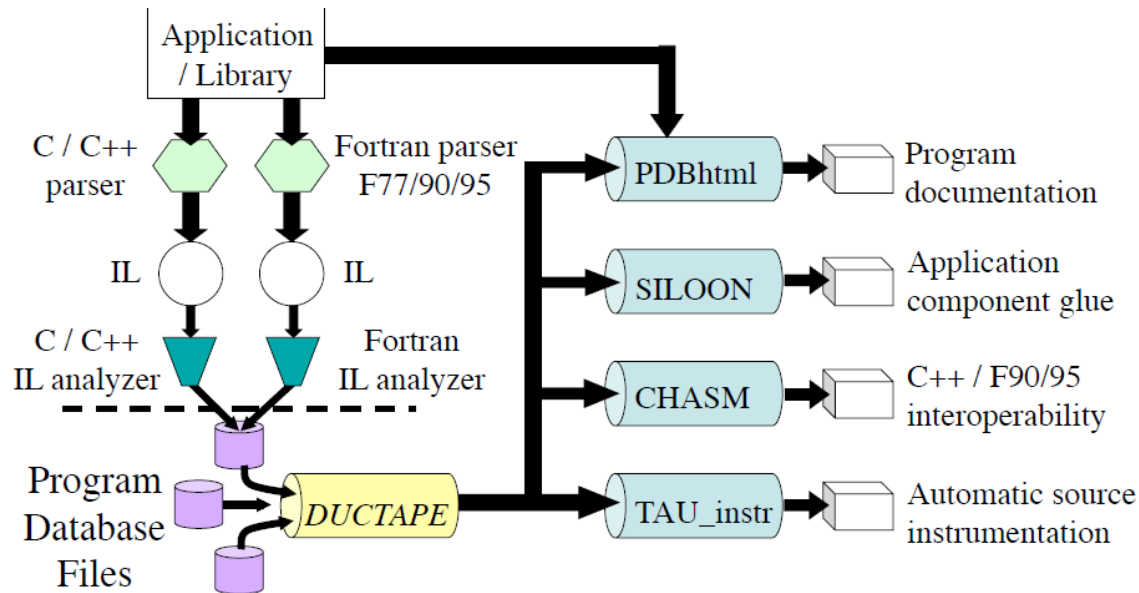 Application
/ Library
C / C++
parser
Fortran parser
F77/90/95
IL
IL
C / C++
IL analyzer
Fortran
IL analyzer
Program
Database
Files
DUCTAPE
PDBhtml
Program
documentation
SILOON
Application
component glue
CHASM
C++ / F90/95
interoperability
TAU_instr
Automatic source
instrumentation